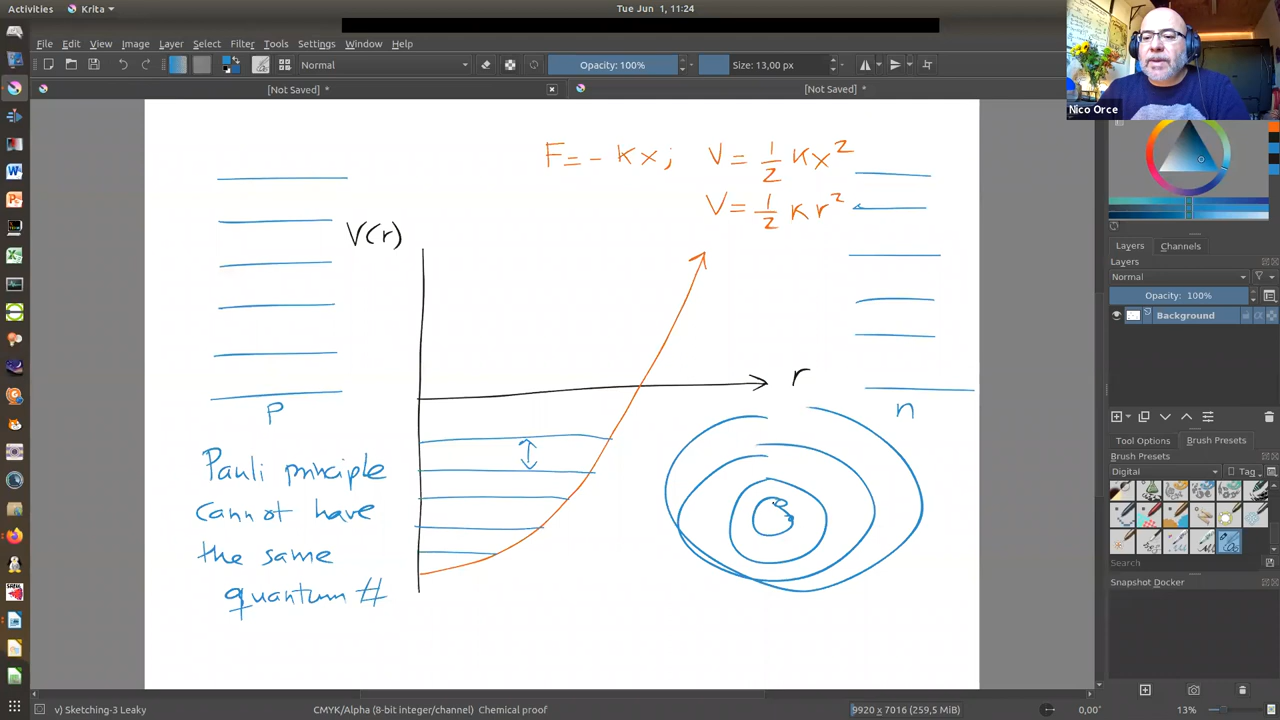 Activities
Krita
Tue Jun 1, 11:24
File Edit View Image Layer Select Filter Tools Settings Window Help
Normal
Opacity: 100%
Size: 13,00 px
[Not Saved] *
[Not Saved] *
Nico Orce
F = - K x ; V = 1/2 K x²
V = 1/2 K r²
V(r)
r
P
n
Pauli principle
cannot have
the same
quantum #
Layers Channels
Layers
Normal
Opacity: 100%
Background
Tool Options Brush Presets
Brush Presets
Digital
Tag
Search
Snapshot Docker
v) Sketching-3 Leaky
CMYK/Alpha (8-bit integer/channel) Chemical proof
9920 x 7016 (259,5 MiB)
0,00°
13%